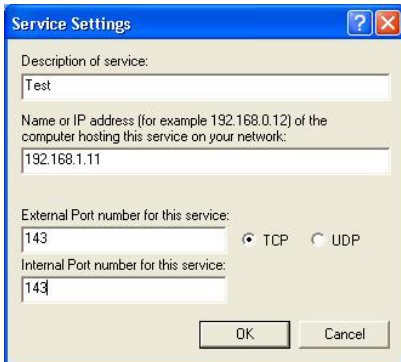 Service Settings
?
X
Description of service:
Test
Name or IP address (for example 192.168.0.12) of the
computer hosting this service on your network:
192.168.1.11
External Port number for this service:
143
TCP
UDP
Internal Port number for this service:
143
OK
Cancel